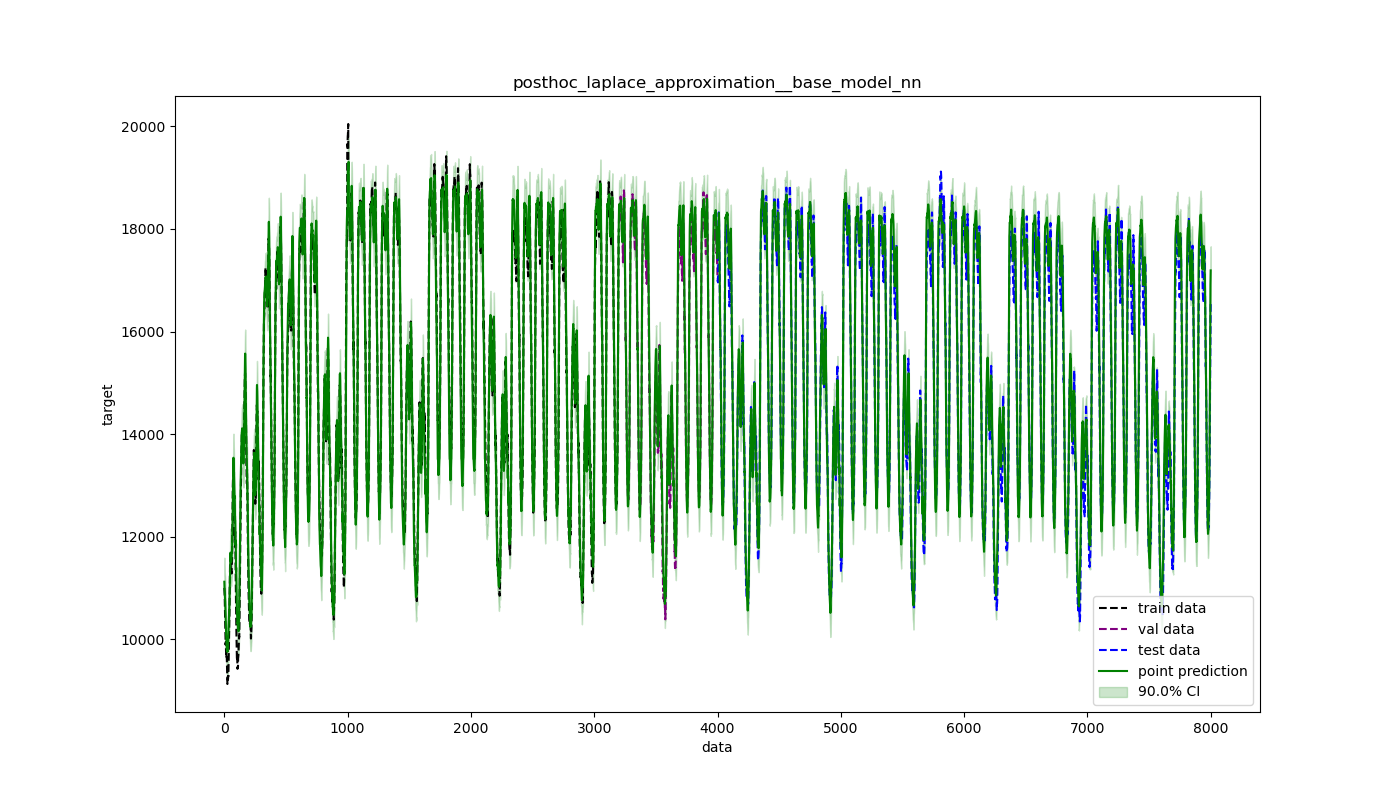 posthoc_laplace_approximation__base_model_nn
20000
18000
16000
14000
12000
10000
target
0 1000 2000 3000 4000 5000 6000 7000 8000
data
train data
val data
test data
point prediction
90.0% CI